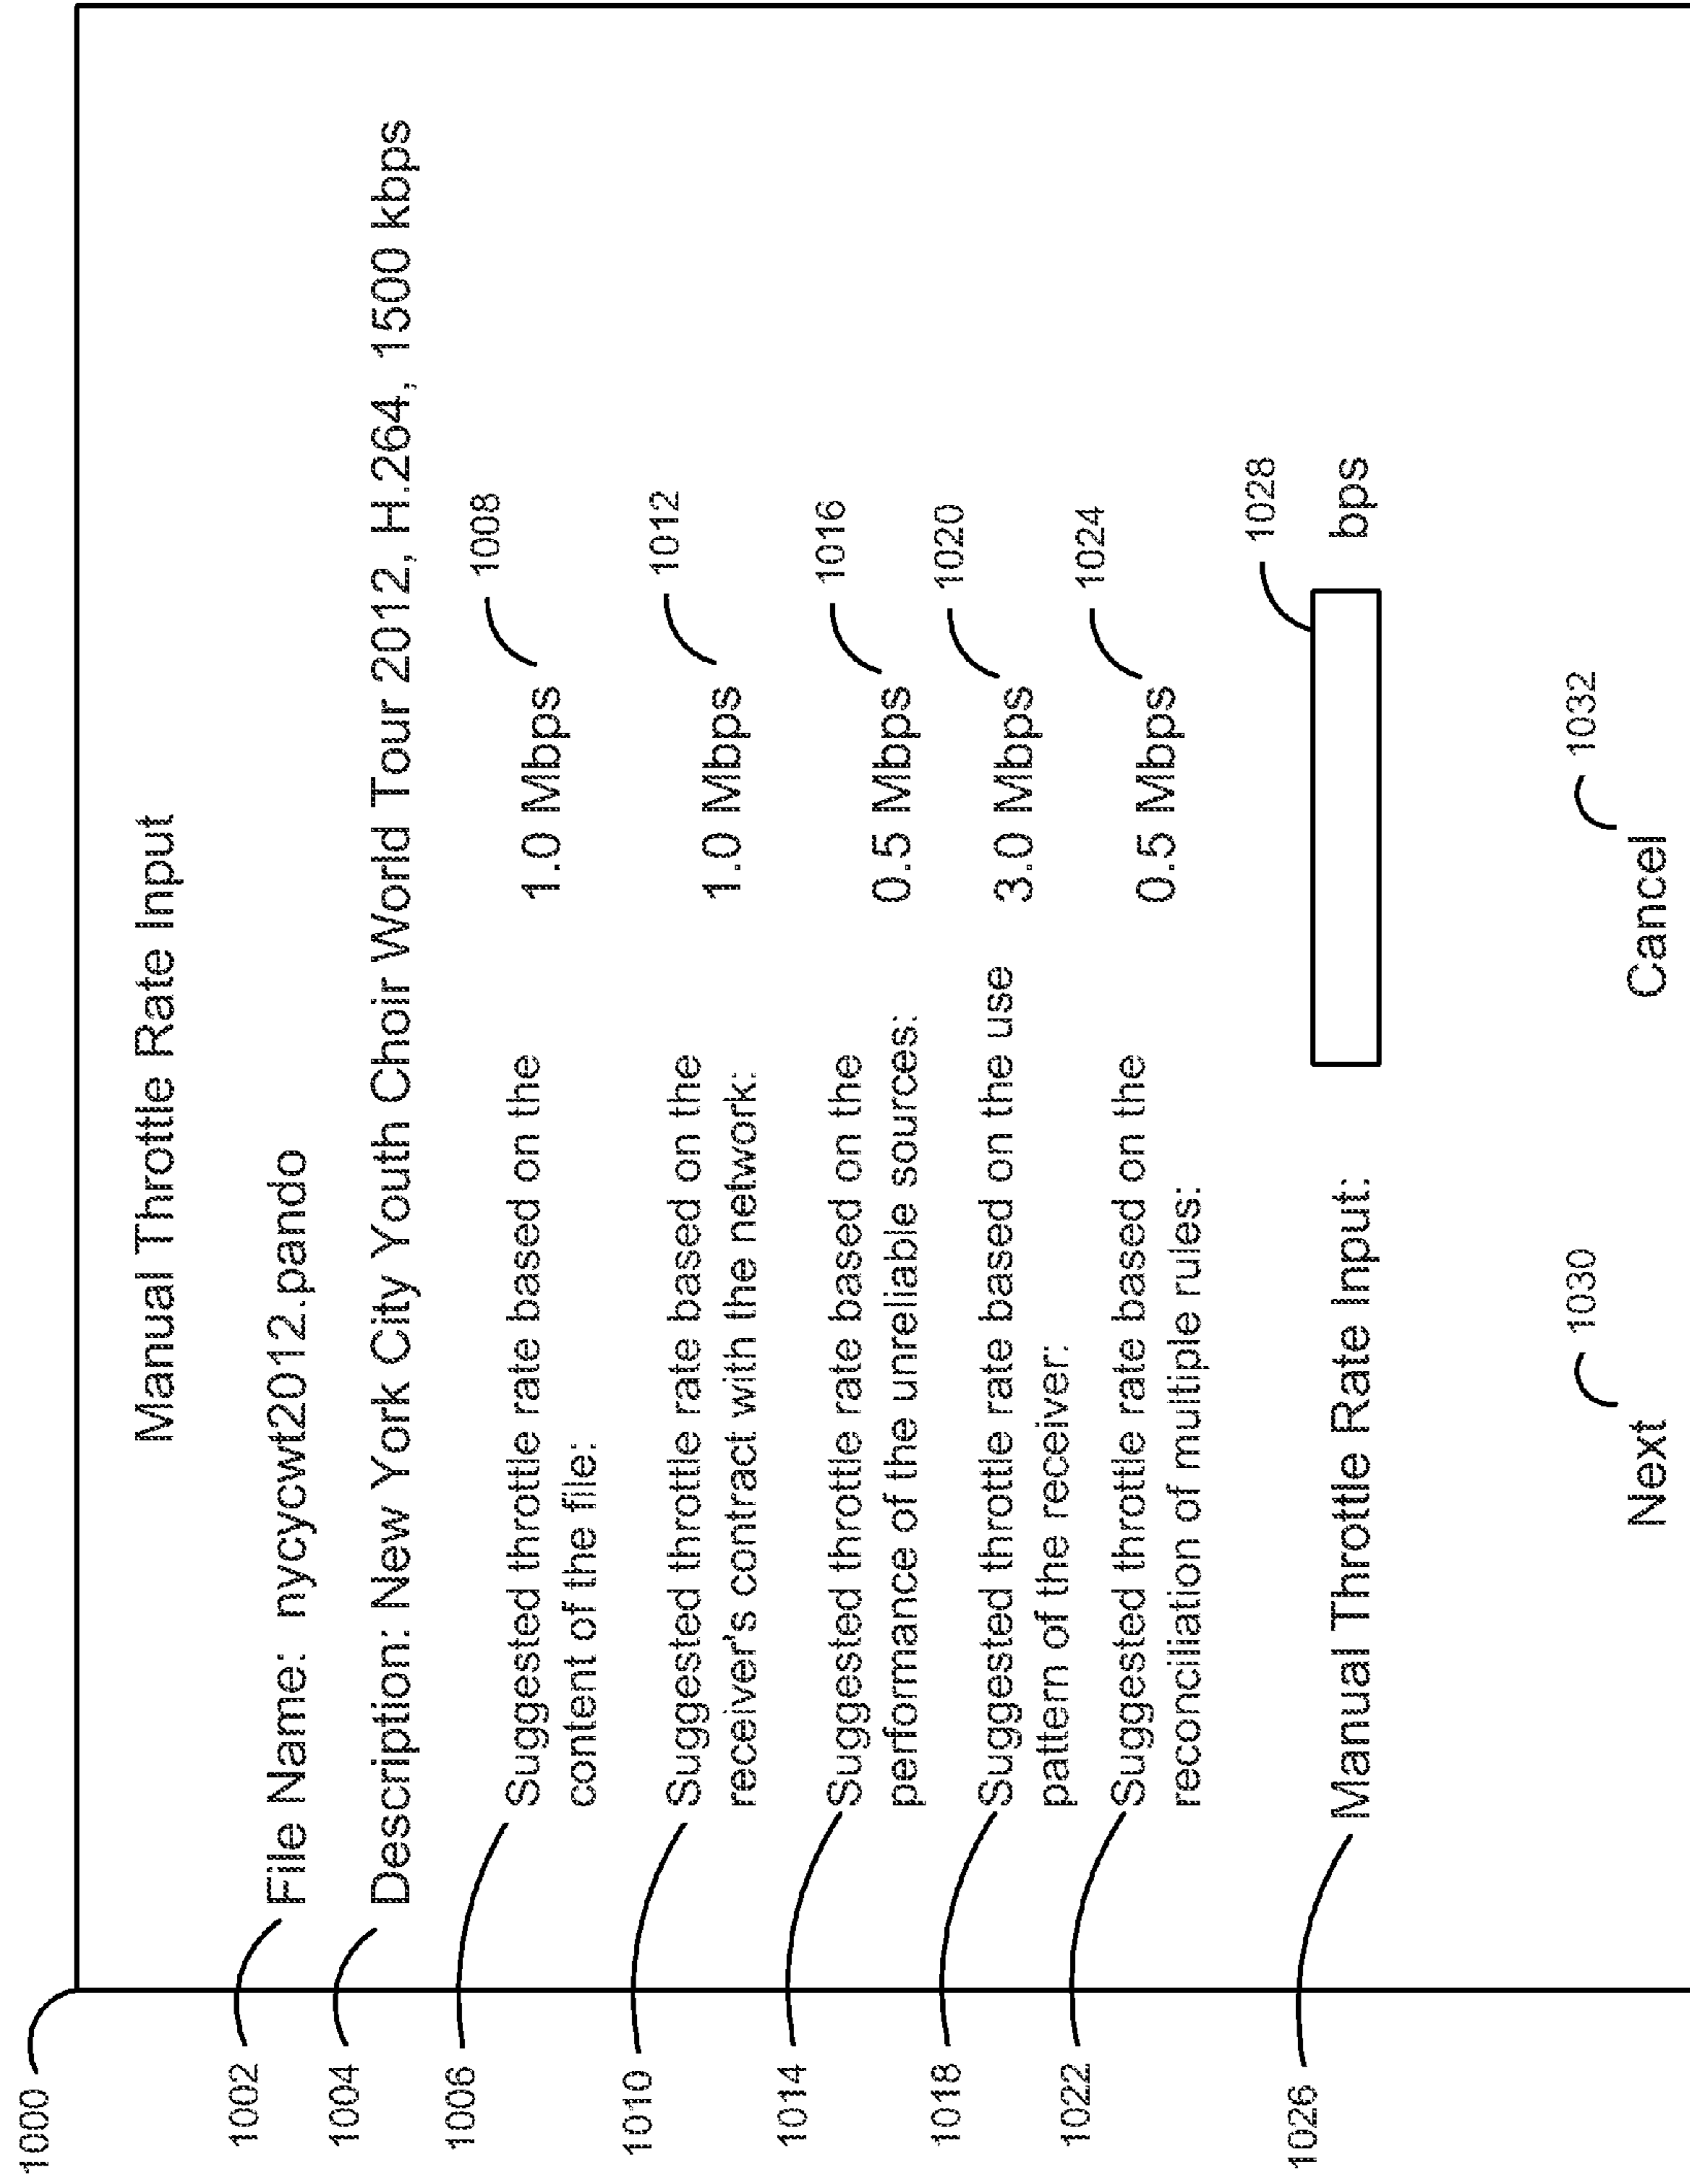 1000
Manual Throttle Rate Input
1002
File Name: nycycwt2012.pando
1004
Description: New York City Youth Choir World Tour 2012, H.264, 1500 kbps
1006
Suggested throttle rate based on the
content of the file:
1.0 Mbps
1008
1010
Suggested throttle rate based on the
receiver's contract with the network:
1.0 Mbps
1012
1014
Suggested throttle rate based on the
performance of the unreliable sources:
0.5 Mbps
1016
1018
Suggested throttle rate based on the use
pattern of the receiver:
3.0 Mbps
1020
1022
Suggested throttle rate based on the
reconciliation of multiple rules:
0.5 Mbps
1024
1026
Manual Throttle Rate Input:
bps
1028
Next
1030
Cancel
1032